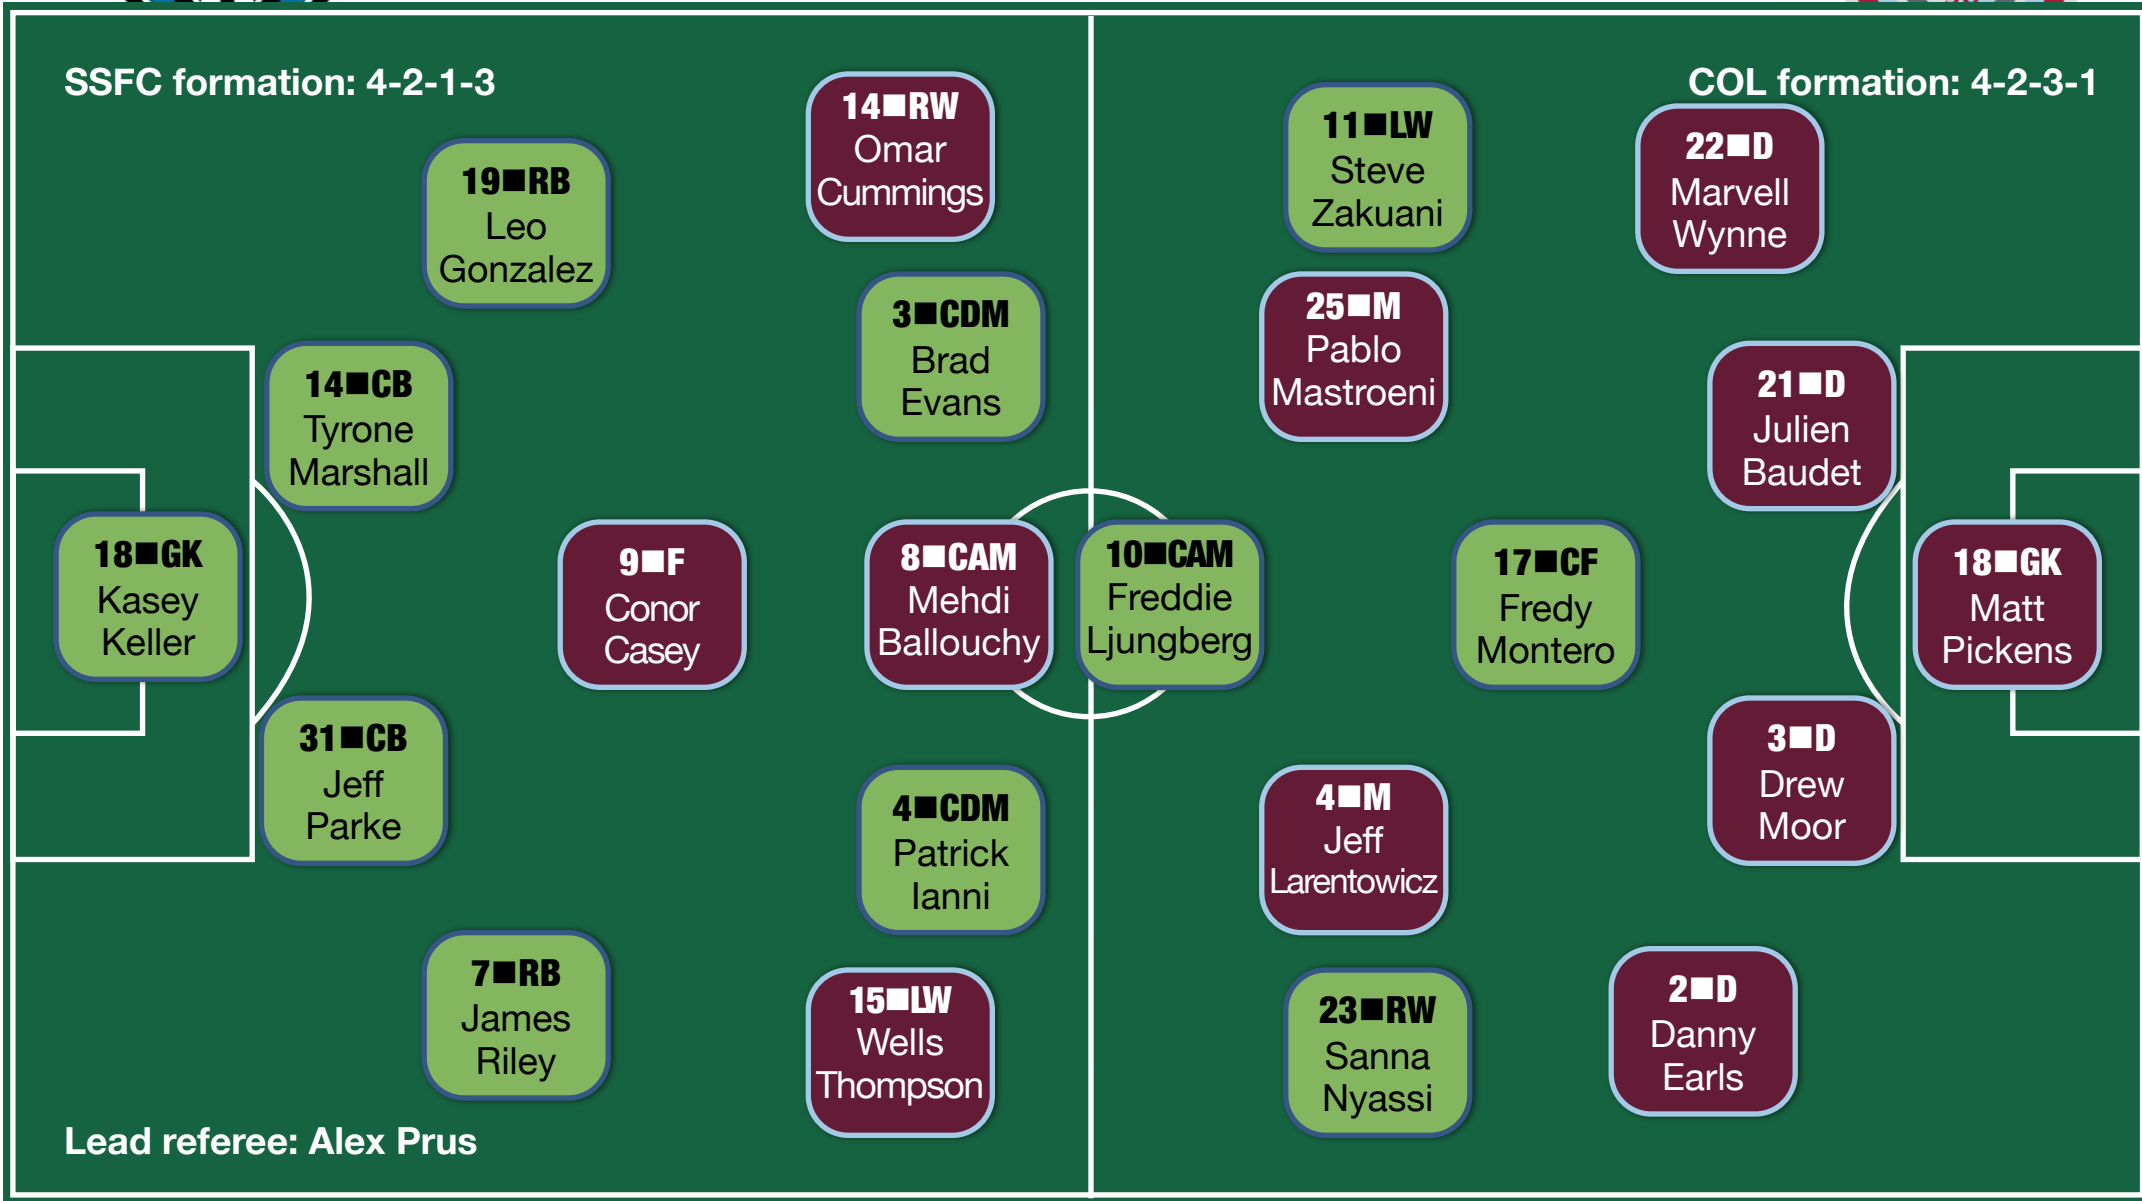 SSFC formation: 4-2-1-3
COL formation: 4-2-3-1
14■RW
Omar
Cummings
11■LW
Steve
Zakuani
22■D
Marvell
Wynne
19■RB
Leo
Gonzalez
3■CDM
Brad
Evans
25■M
Pablo
Mastroeni
14■CB
Tyrone
Marshall
21■D
Julien
Baudet
18■GK
Kasey
Keller
9■F
Conor
Casey
8■CAM
Mehdi
Ballouchy
10■CAM
Freddie
Ljungberg
17■CF
Fredy
Montero
18■GK
Matt
Pickens
31■CB
Jeff
Parke
3■D
Drew
Moor
4■CDM
Patrick
Ianni
4■M
Jeff
Larentowicz
7■RB
James
Riley
15■LW
Wells
Thompson
23■RW
Sanna
Nyassi
2■D
Danny
Earls
Lead referee: Alex Prus